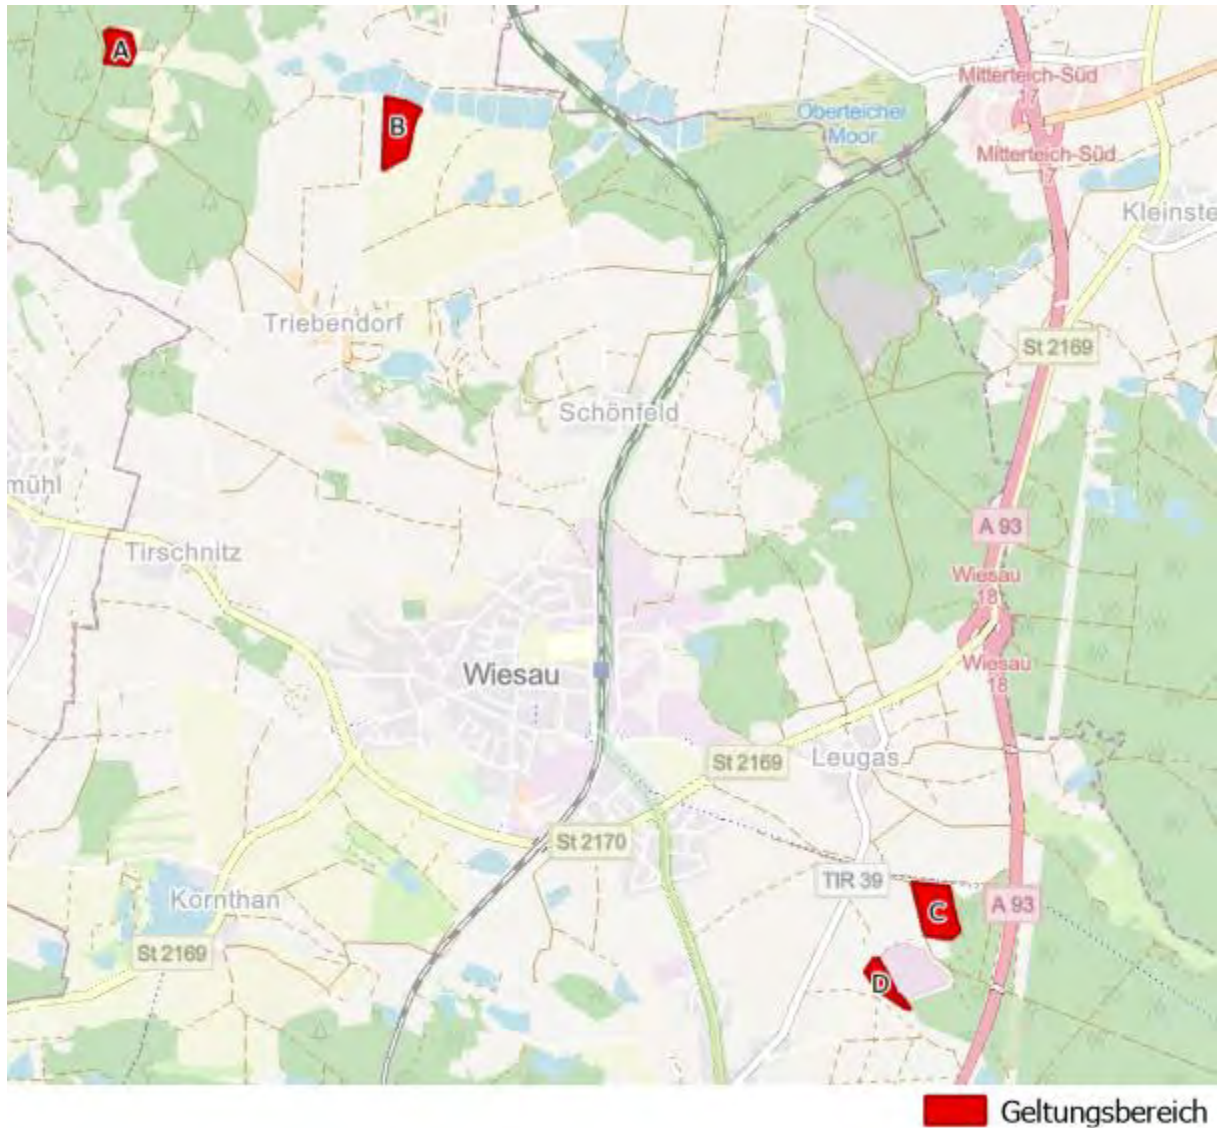 A
B
Mitterteich-Süd
17
Oberteicher
Moor
Mitterteich-Süd
17
Kleinste
Triebendorf
St 2169
Schönfeld
mühl
A 93
Tirschnitz
Wiesau
18
Wiesau
Wiesau
18
Leugas
St 2169
St 2170
TIR 39
Kornthan
C
A 93
St 2169
D
Geltungsbereich